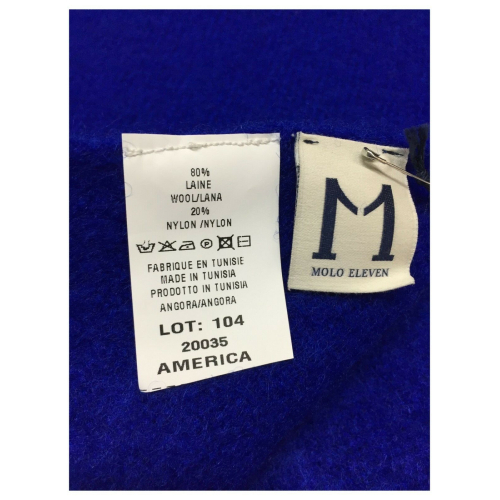 80%
LAINE
WOOL/LANA
20%
NYLON /NYLON
FABRIQUE EN TUNISIE
MADE IN TUNISIA
PRODOTTO IN TUNISIA
ANGORA/ANGORA
LOT: 104
20035
AMERICA
M
MOLO ELEVEN